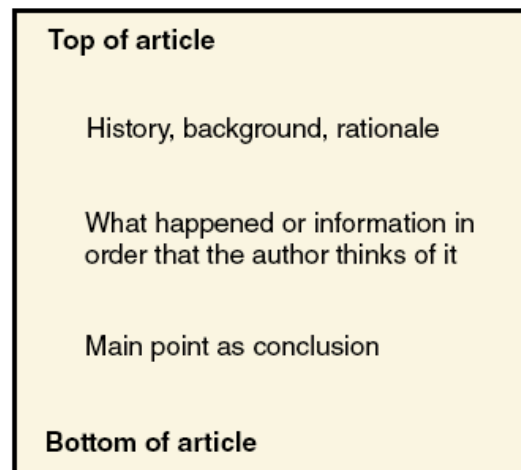 Top of article
History, background, rationale
What happened or information in
order that the author thinks of it
Main point as conclusion
Bottom of article